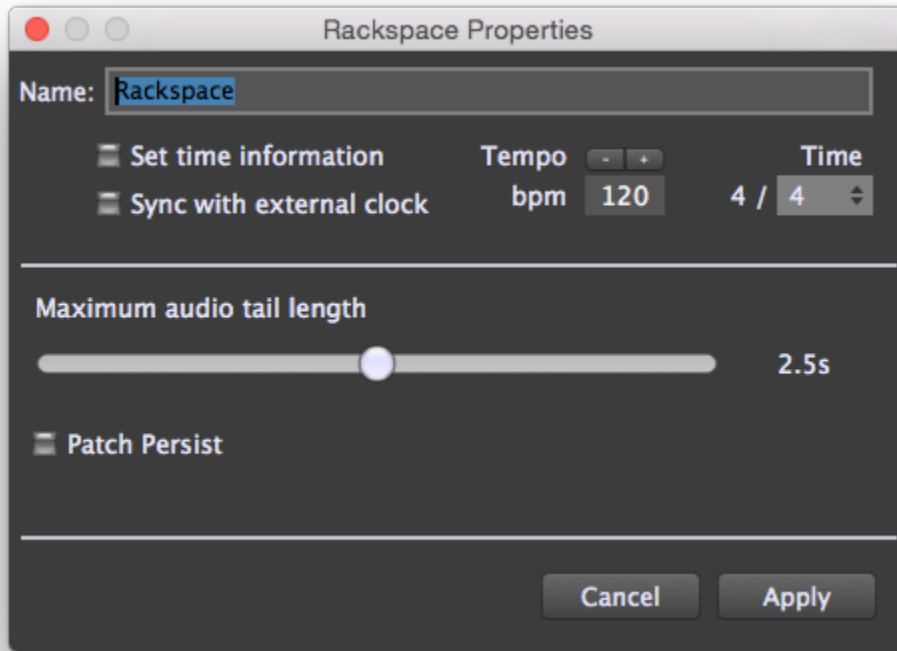 Rackspace Properties
Name: Rackspace
Set time information Tempo - + Time
Sync with external clock bpm 120 4 / 4
Maximum audio tail length
2.5s
Patch Persist
Cancel Apply